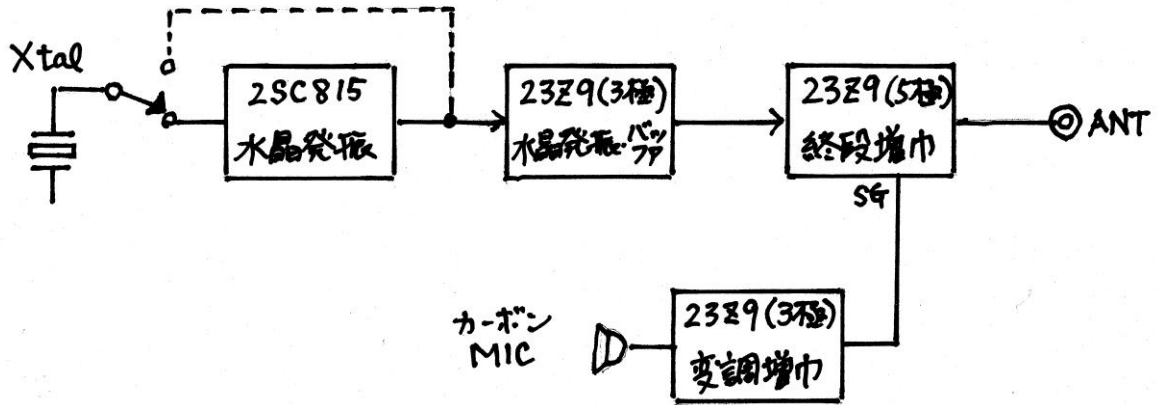 Xtal
2SC815
水晶発振
23Z9(3極)
水晶発振・バッファ
23Z9(5極)
終段増巾
ANT
SG
カーボン
MIC
23Z9(3極)
変調増巾